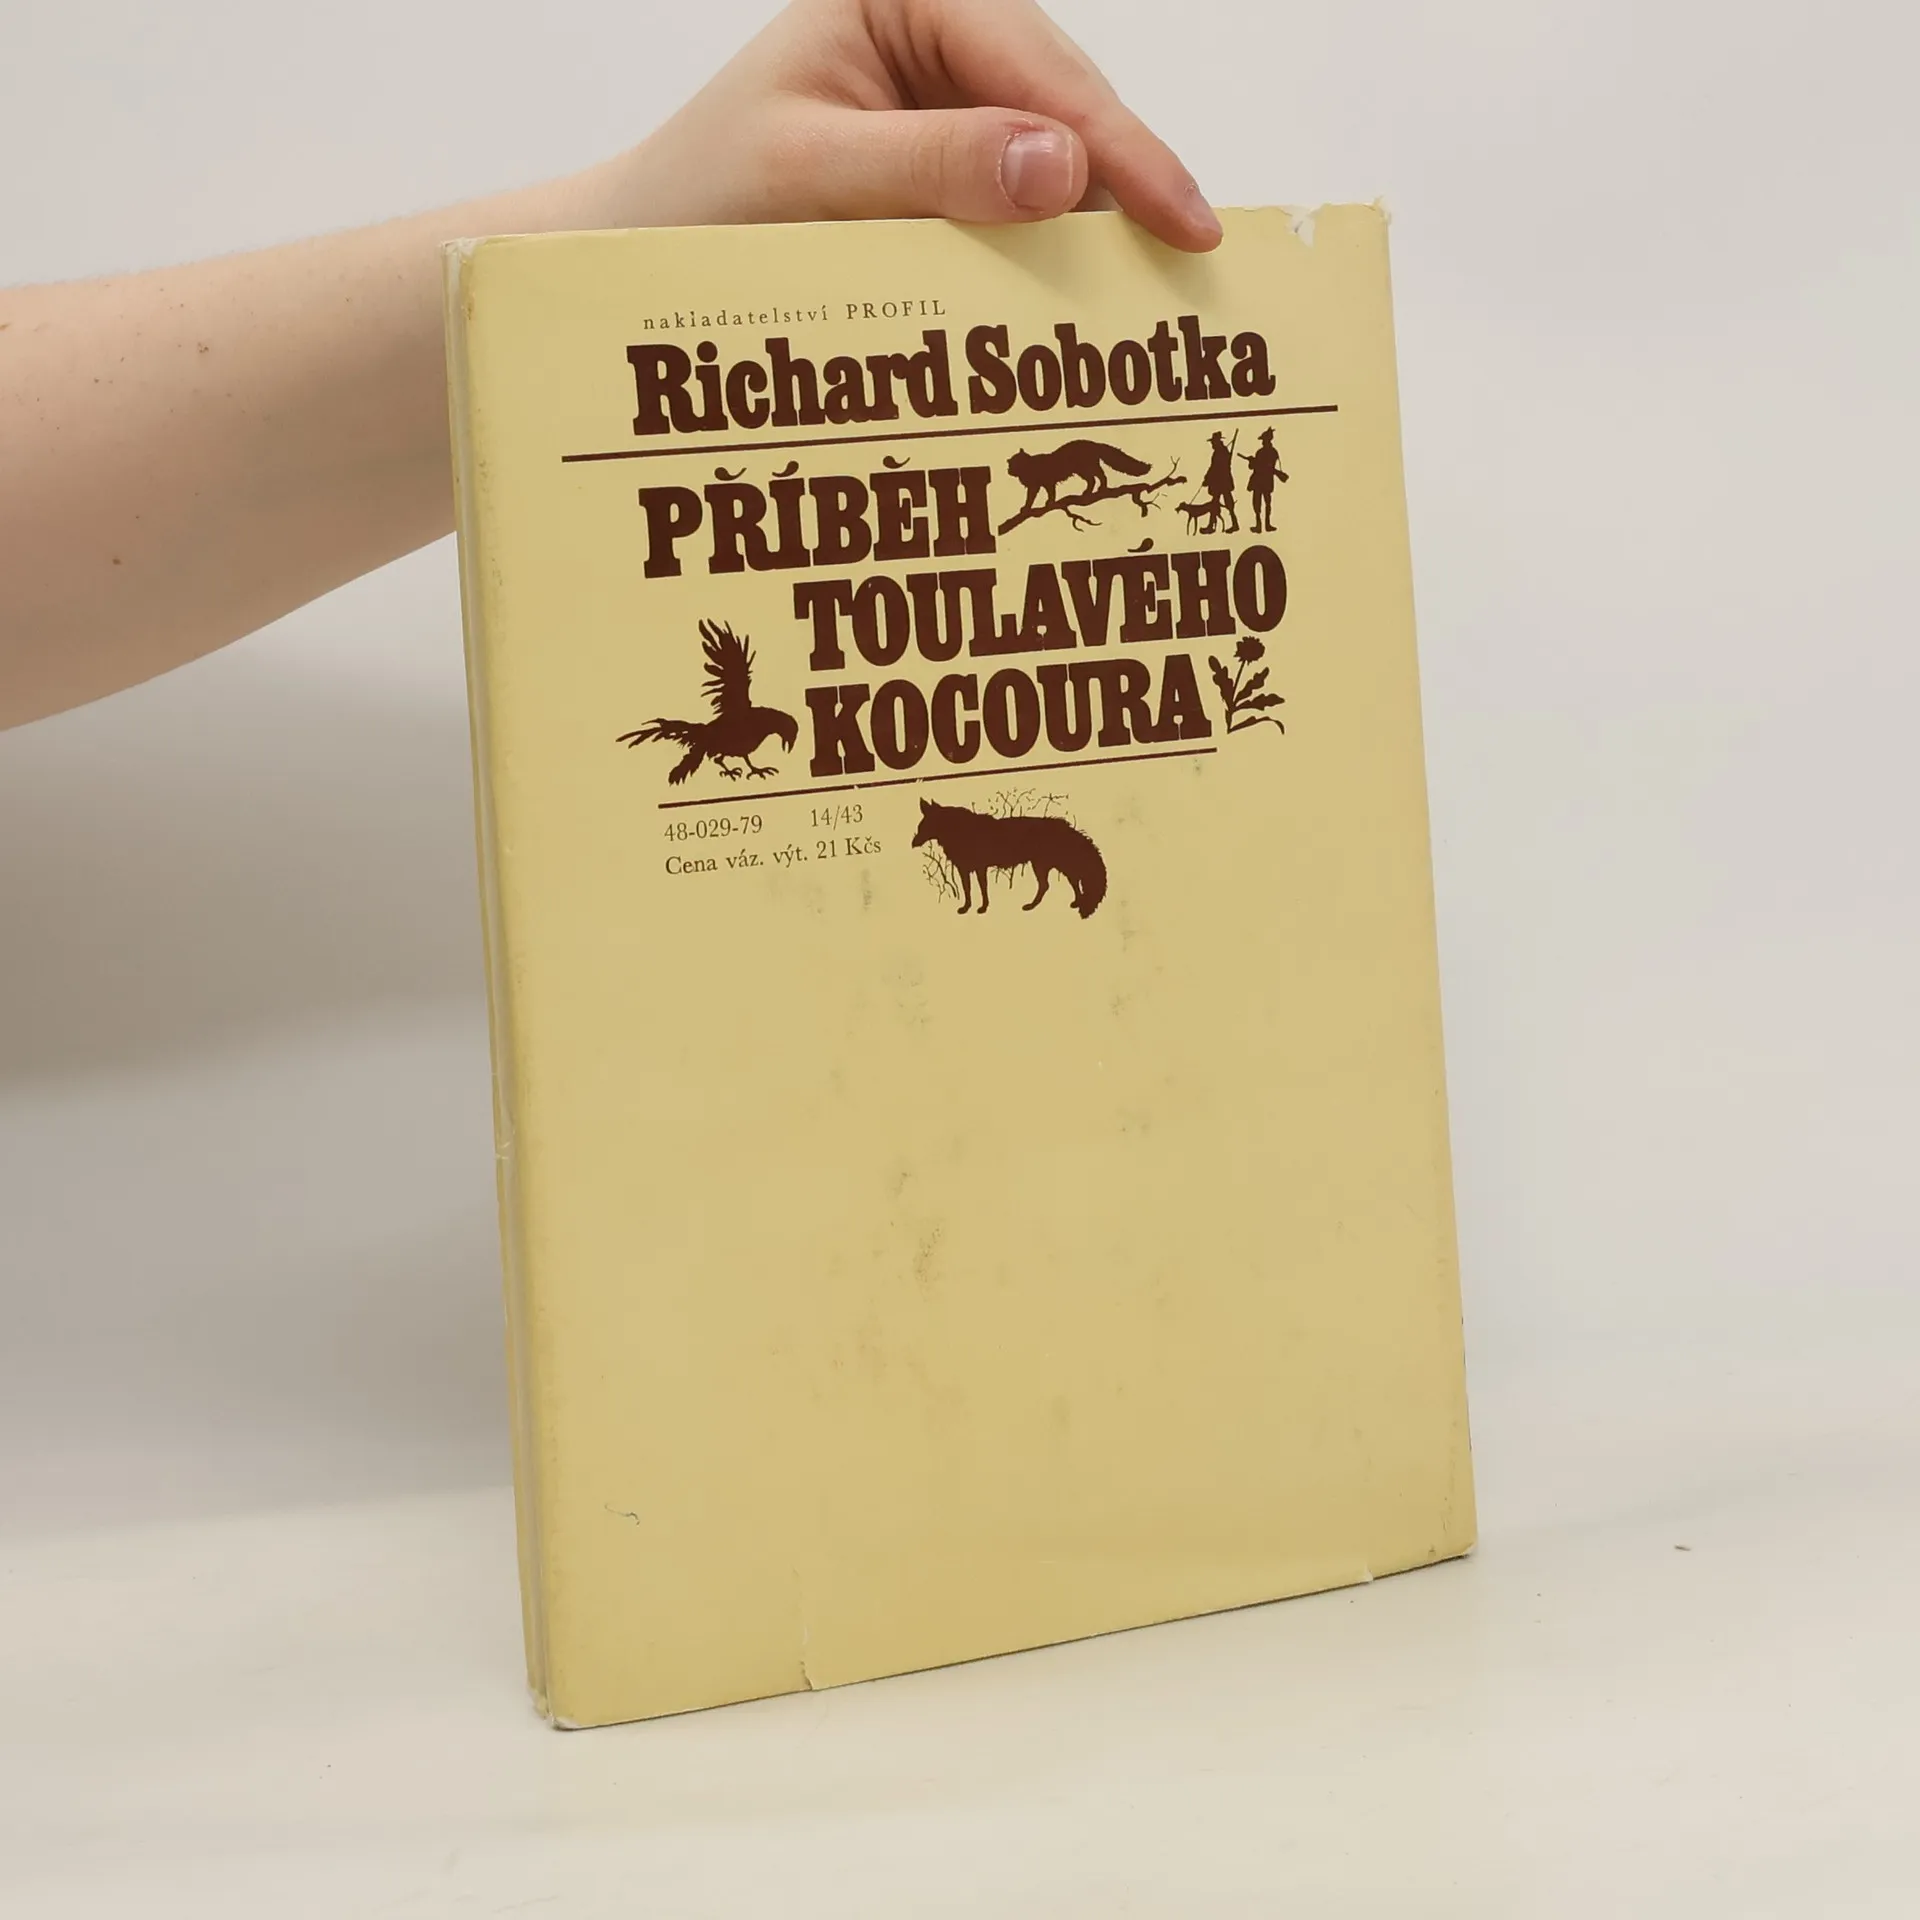 nakladatelství PROFIL
Richard Sobotka
PŘÍBĚH
TOULAVÉHO
KOCOURA
48-029-79 14/43
Cena váz. výt. 21 Kčs